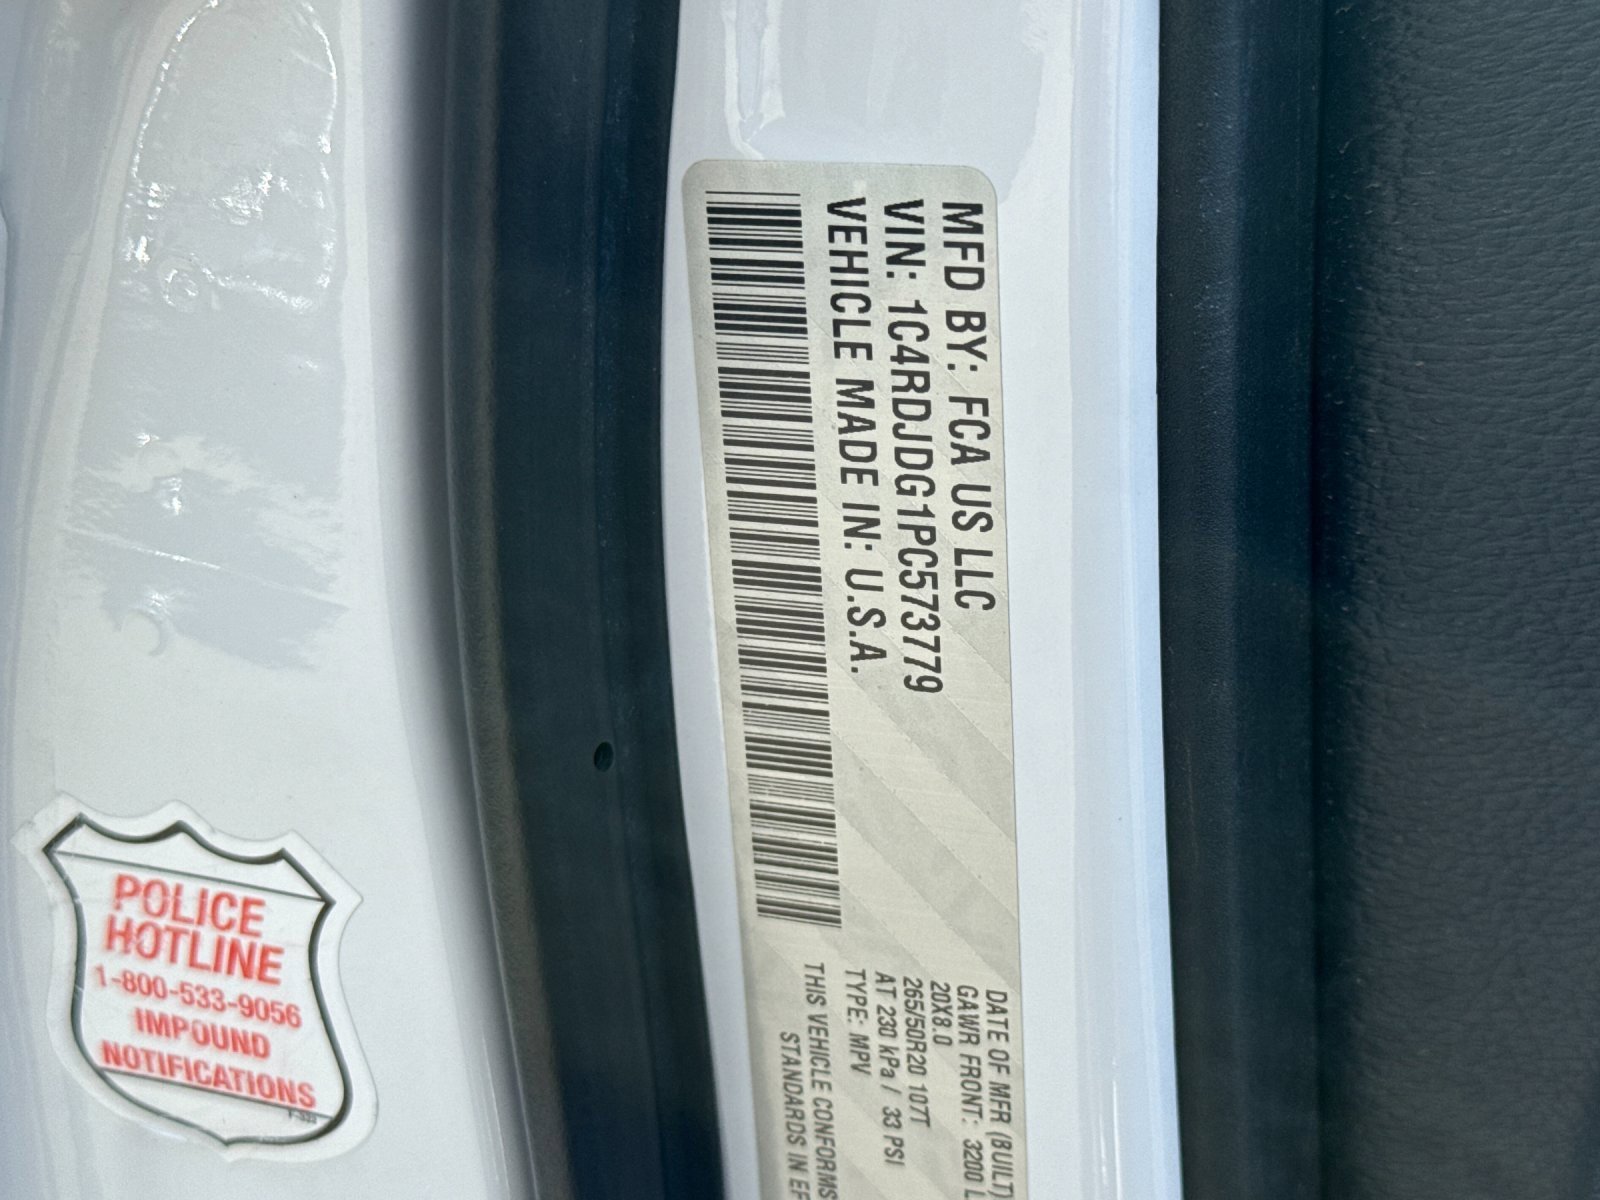 MFD BY: FCA US LLC
VIN: 1C4RDJDG1PC573779
VEHICLE MADE IN: U.S.A.
DATE OF MFR (BUILT)
GAWR FRONT: 3200 L
20X8.0
265/50R20 107T
AT 230 kPa / 33 PSI
TYPE: MPV
THIS VEHICLE CONFORMS
STANDARDS IN EF
POLICE
HOTLINE
1-800-533-9056
IMPOUND
NOTIFICATIONS